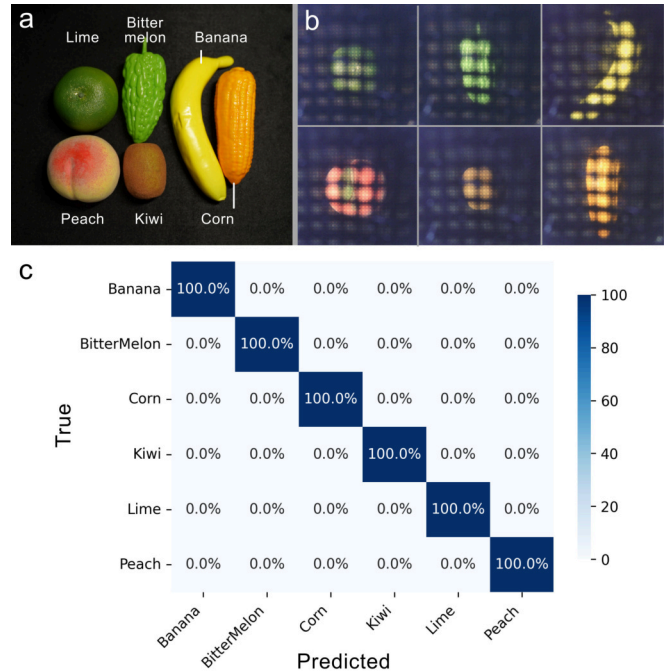 a
Lime
Bitter
melon
Banana
Peach
Kiwi
Corn
b
c
True
Banana 100.0% 0.0% 0.0% 0.0% 0.0% 0.0%
BitterMelon 0.0% 100.0% 0.0% 0.0% 0.0% 0.0%
Corn 0.0% 0.0% 100.0% 0.0% 0.0% 0.0%
Kiwi 0.0% 0.0% 0.0% 100.0% 0.0% 0.0%
Lime 0.0% 0.0% 0.0% 0.0% 100.0% 0.0%
Peach 0.0% 0.0% 0.0% 0.0% 0.0% 100.0%
Banana BitterMelon Corn Kiwi Lime Peach
Predicted
100
80
60
40
20
0